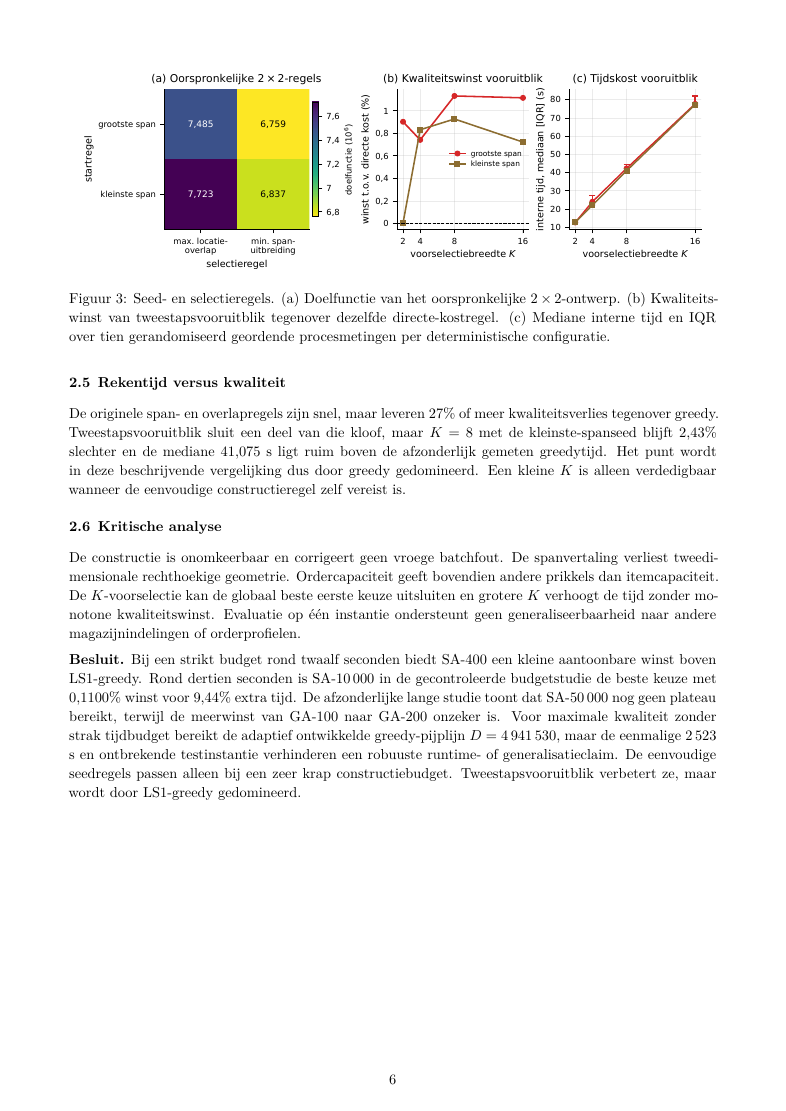 (a) Oorspronkelijke 2 × 2-regels
startregel
grootste span
kleinste span
7,485
6,759
7,723
6,837
max. locatie-
overlap
min. span-
uitbreiding
selectieregel
7,6
7,4
7,2
7
6,8
doelfunctie (10⁶)
(b) Kwaliteitswinst vooruitblik
winst t.o.v. directe kost (%)
1
0,8
0,6
0,4
0,2
0
grootste span
kleinste span
2 4 8 16
voorselectiebreedte K
(c) Tijdskost vooruitblik
interne tijd, mediaan [IQR] (s)
80
70
60
50
40
30
20
10
2 4 8 16
voorselectiebreedte K
Figuur 3: Seed- en selectieregels. (a) Doelfunctie van het oorspronkelijke 2 × 2-ontwerp. (b) Kwaliteits-
winst van tweestapsvooruitblik tegenover dezelfde directe-kostregel. (c) Mediane interne tijd en IQR
over tien gerandomiseerd geordende procesmetingen per deterministische configuratie.
2.5 Rekentijd versus kwaliteit
De originele span- en overlapregels zijn snel, maar leveren 27% of meer kwaliteitsverlies tegenover greedy.
Tweestapsvooruitblik sluit een deel van die kloof, maar K = 8 met de kleinste-spanseed blijft 2,43%
slechter en de mediane 41,075 s ligt ruim boven de afzonderlijk gemeten greedytijd. Het punt wordt
in deze beschrijvende vergelijking dus door greedy gedomineerd. Een kleine K is alleen verdedigbaar
wanneer de eenvoudige constructieregel zelf vereist is.
2.6 Kritische analyse
De constructie is onomkeerbaar en corrigeert geen vroege batchfout. De spanvertaling verliest tweedi-
mensionale rechthoekige geometrie. Ordercapaciteit geeft bovendien andere prikkels dan itemcapaciteit.
De K-voorselectie kan de globaal beste eerste keuze uitsluiten en grotere K verhoogt de tijd zonder mo-
notone kwaliteitswinst. Evaluatie op één instantie ondersteunt geen generaliseerbaarheid naar andere
magazijnindelingen of orderprofielen.
Besluit. Bij een strikt budget rond twaalf seconden biedt SA-400 een kleine aantoonbare winst boven
LS1-greedy. Rond dertien seconden is SA-10 000 in de gecontroleerde budgetstudie de beste keuze met
0,1100% winst voor 9,44% extra tijd. De afzonderlijke lange studie toont dat SA-50 000 nog geen plateau
bereikt, terwijl de meerwinst van GA-100 naar GA-200 onzeker is. Voor maximale kwaliteit zonder
strak tijdbudget bereikt de adaptief ontwikkelde greedy-pijplijn D = 4 941 530, maar de eenmalige 2 523
s en ontbrekende testinstantie verhinderen een robuuste runtime- of generalisatieclaim. De eenvoudige
seedregels passen alleen bij een zeer krap constructiebudget. Tweestapsvooruitblik verbetert ze, maar
wordt door LS1-greedy gedomineerd.
6